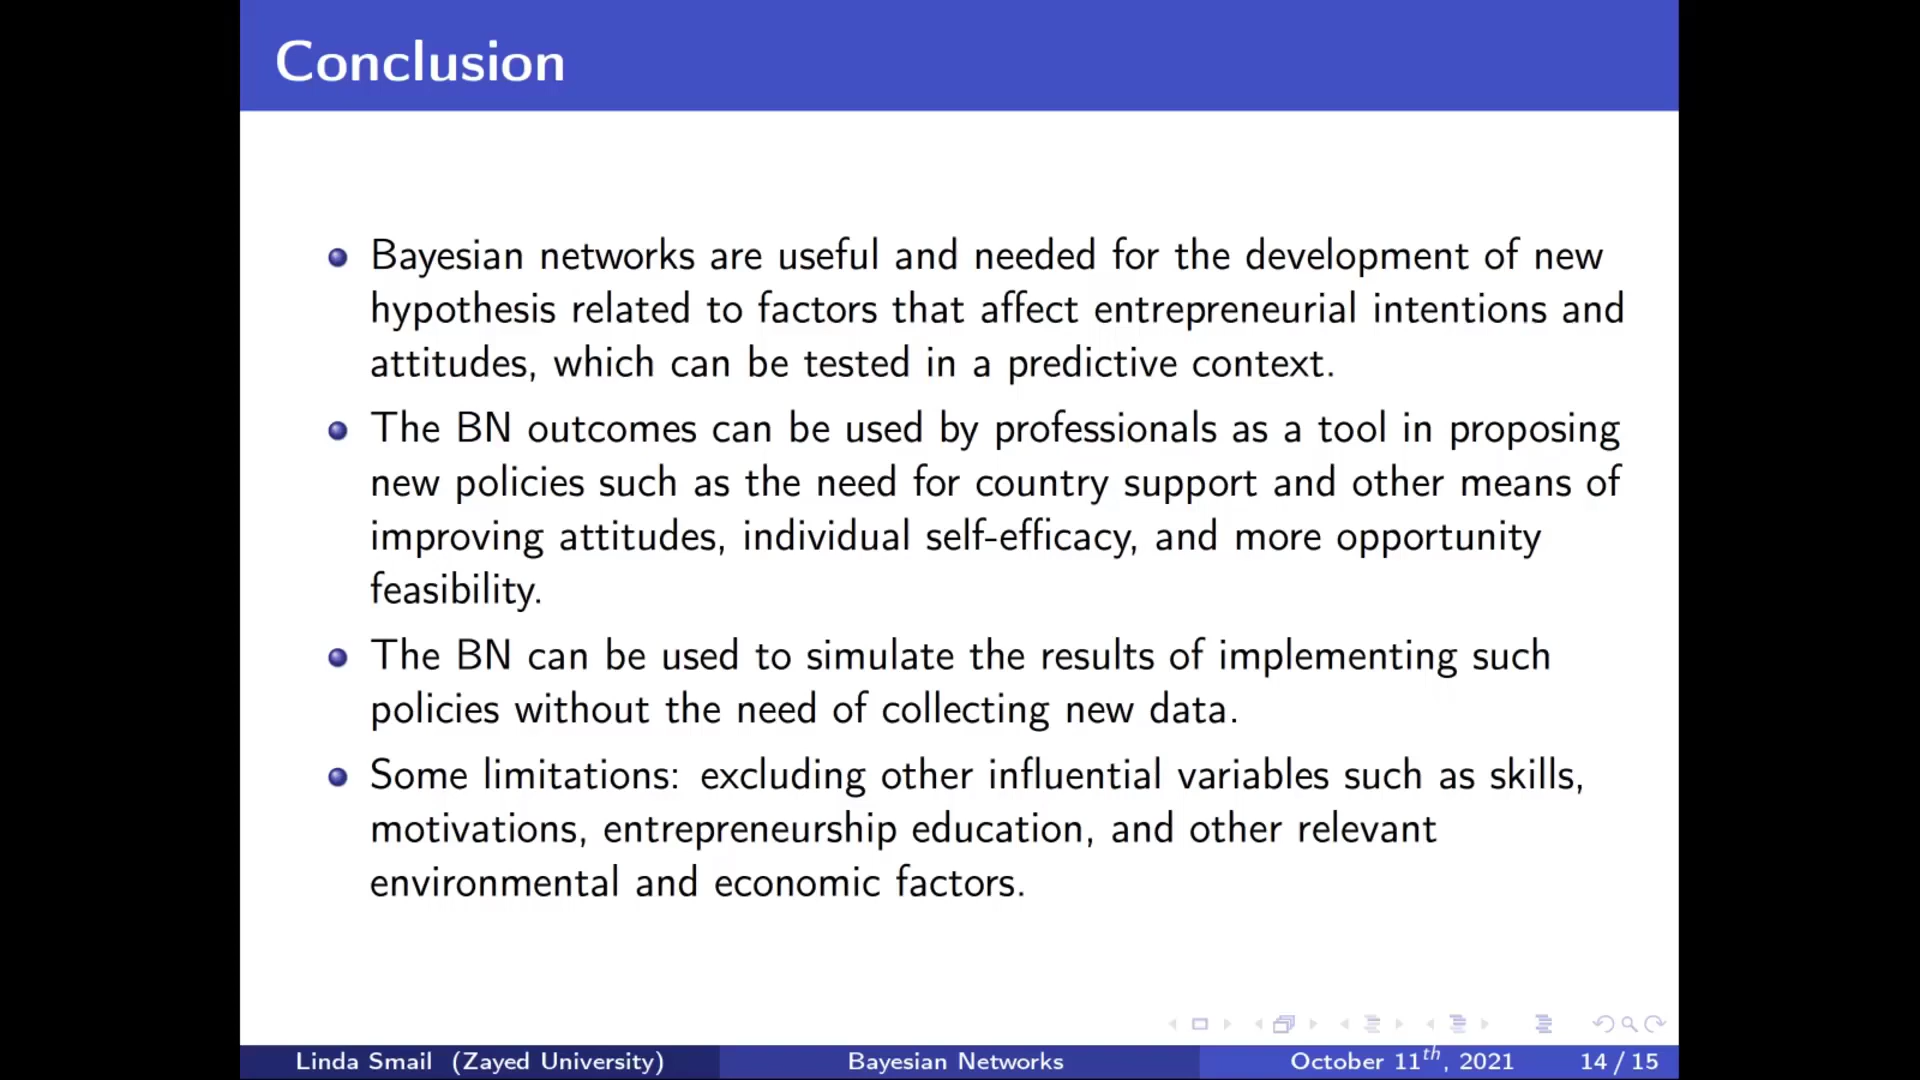 Conclusion
Bayesian networks are useful and needed for the development of new
hypothesis related to factors that affect entrepreneurial intentions and
attitudes, which can be tested in a predictive context.
The BN outcomes can be used by professionals as a tool in proposing
new policies such as the need for country support and other means of
improving attitudes, individual self-efficacy, and more opportunity
feasibility.
The BN can be used to simulate the results of implementing such
policies without the need of collecting new data.
Some limitations: excluding other influential variables such as skills,
motivations, entrepreneurship education, and other relevant
environmental and economic factors.
Linda Smail (Zayed University) Bayesian Networks October 11th, 2021 14 / 15